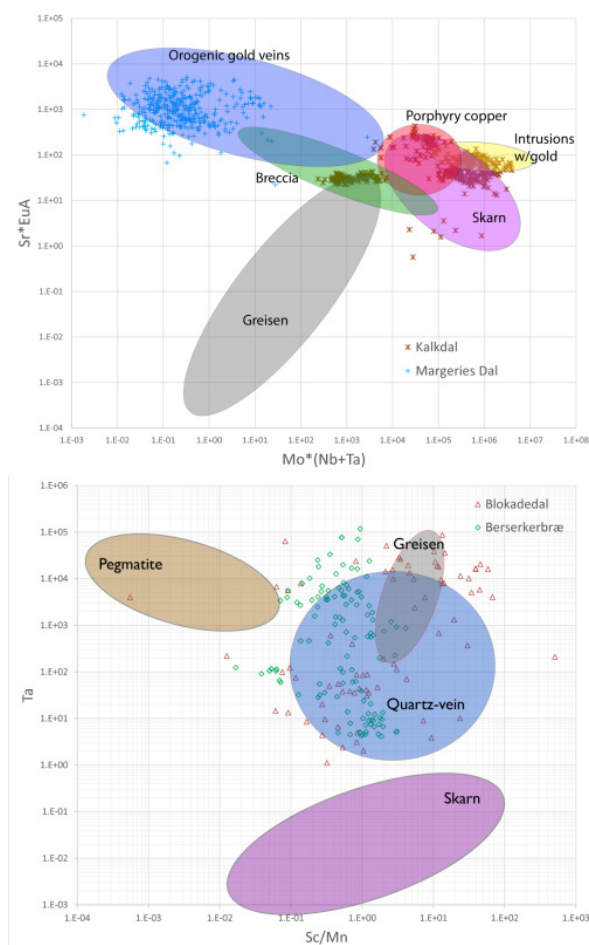 Sr*EuA
1.E+05
1.E+04
1.E+03
1.E+02
1.E+01
1.E+00
1.E-01
1.E-02
1.E-03
1.E-04
Orogenic gold veins
Porphyry copper
Intrusions
w/gold
Breccia
Skarn
Greisen
Kalkdal
Margeries Dal
1.E-03 1.E-02 1.E-01 1.E+00 1.E+01 1.E+02 1.E+03 1.E+04 1.E+05 1.E+06 1.E+07 1.E+08
Mo*(Nb+Ta)
Ta
1.E+06
1.E+05
1.E+04
1.E+03
1.E+02
1.E+01
1.E+00
1.E-01
1.E-02
1.E-03
Blokadedal
Berserkerbræ
Greisen
Pegmatite
Quartz-vein
Skarn
1.E-04 1.E-03 1.E-02 1.E-01 1.E+00 1.E+01 1.E+02 1.E+03
Sc/Mn